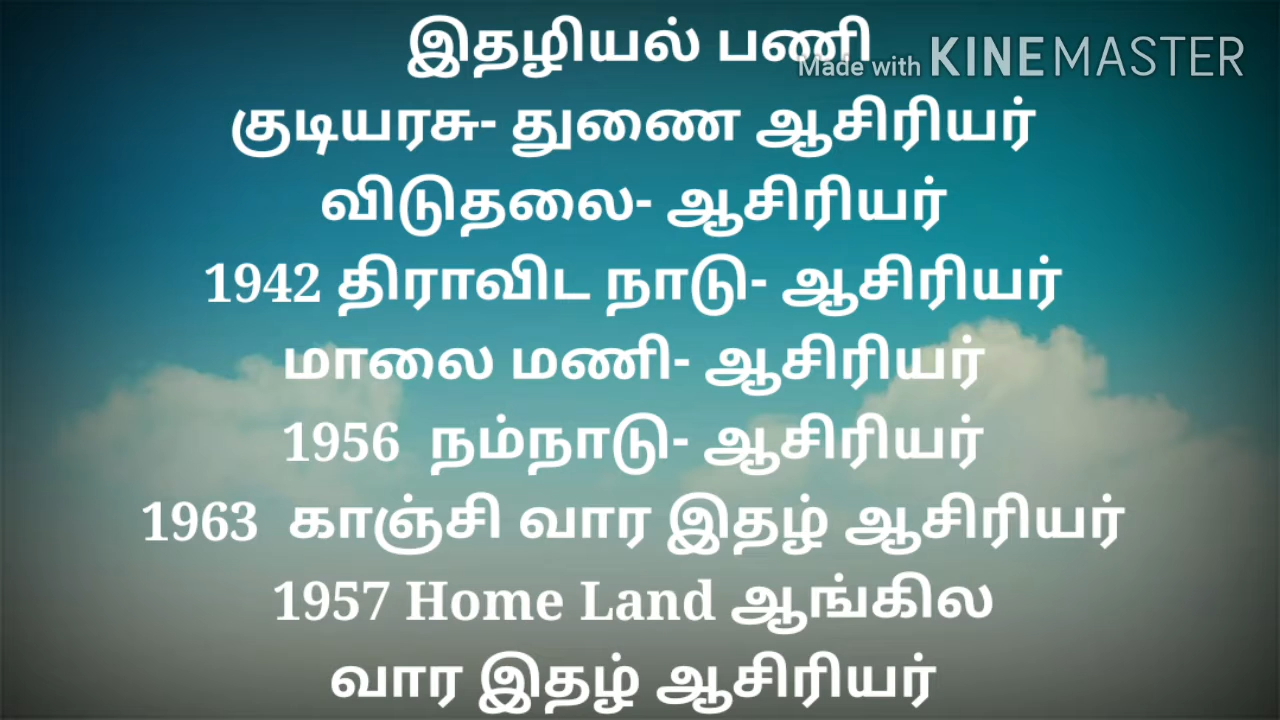 இதழியல் பணி
Made with KINEMASTER
குடியரசு- துணை ஆசிரியர்
விடுதலை- ஆசிரியர்
1942 திராவிட நாடு- ஆசிரியர்
மாலை மணி- ஆசிரியர்
1956 நம்நாடு- ஆசிரியர்
1963 காஞ்சி வார இதழ் ஆசிரியர்
1957 Home Land ஆங்கில
வார இதழ் ஆசிரியர்